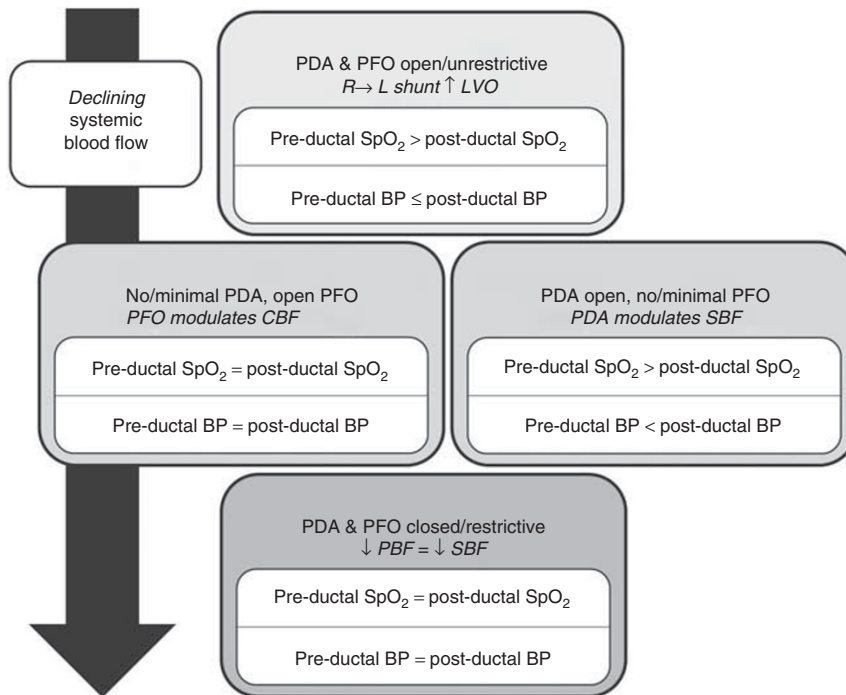 Declining
systemic
blood flow
PDA & PFO open/unrestrictive
R→ L shunt ↑ LVO
Pre-ductal SpO₂ > post-ductal SpO₂
Pre-ductal BP ≤ post-ductal BP
No/minimal PDA, open PFO
PFO modulates CBF
Pre-ductal SpO₂ = post-ductal SpO₂
Pre-ductal BP = post-ductal BP
PDA open, no/minimal PFO
PDA modulates SBF
Pre-ductal SpO₂ > post-ductal SpO₂
Pre-ductal BP < post-ductal BP
PDA & PFO closed/restrictive
↓ PBF = ↓ SBF
Pre-ductal SpO₂ = post-ductal SpO₂
Pre-ductal BP = post-ductal BP